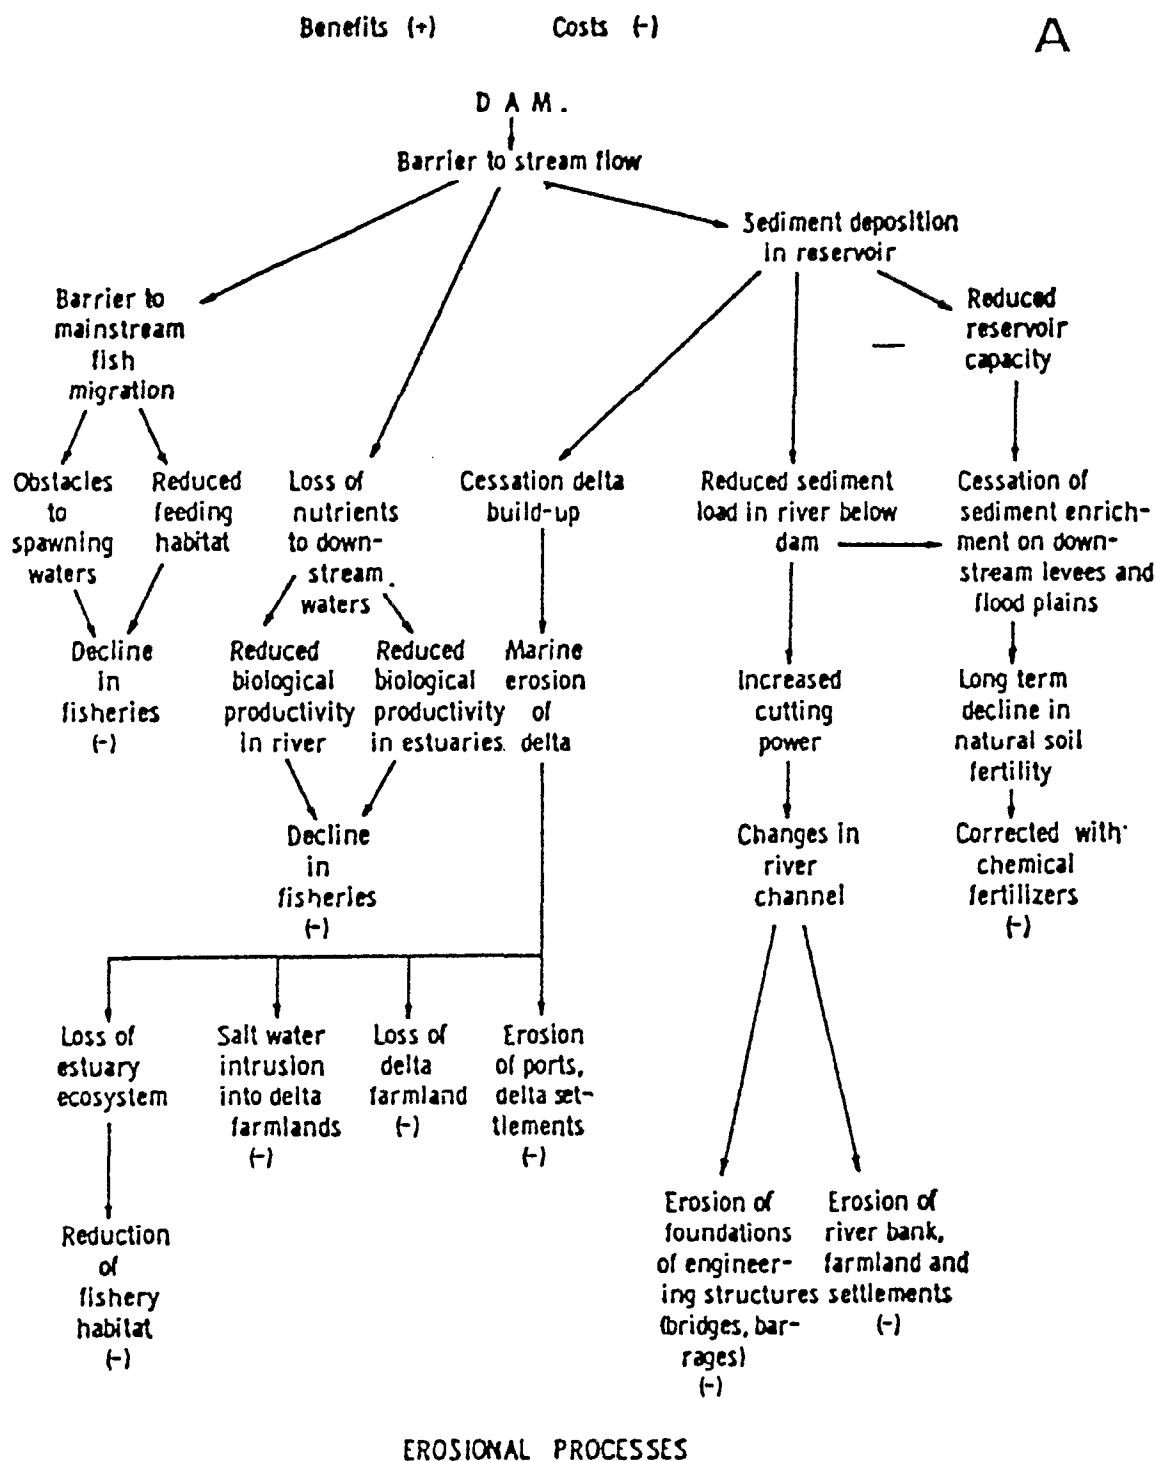 Benefits (+) Costs (-)
A
D A M.
Barrier to stream flow
Sediment deposition
in reservoir
Barrier to
mainstream
fish
migration
Reduced
reservoir
capacity
Obstacles
to
spawning
waters
Reduced
feeding
habitat
Loss of
nutrients
to down-
stream
waters
Cessation delta
build-up
Reduced sediment
load in river below
dam
Cessation of
sediment enrich-
ment on down-
stream levees and
flood plains
Decline
in
fisheries
(-)
Reduced
biological
productivity
in river
Reduced
biological
productivity
in estuaries.
Marine
erosion
of
delta
Increased
cutting
power
Long term
decline in
natural soil
fertility
Decline
in
fisheries
(-)
Changes in
river
channel
Corrected with
chemical
fertilizers
(-)
Loss of
estuary
ecosystem
Salt water
intrusion
into delta
farmlands
(-)
Loss of
delta
farmland
(-)
Erosion
of ports,
delta set-
tlements
(-)
Reduction
of
fishery
habitat
(-)
Erosion of
foundations
of engineer-
ing structures
(bridges, bar-
rages)
(-)
Erosion of
river bank,
farmland and
settlements
(-)
EROSIONAL PROCESSES